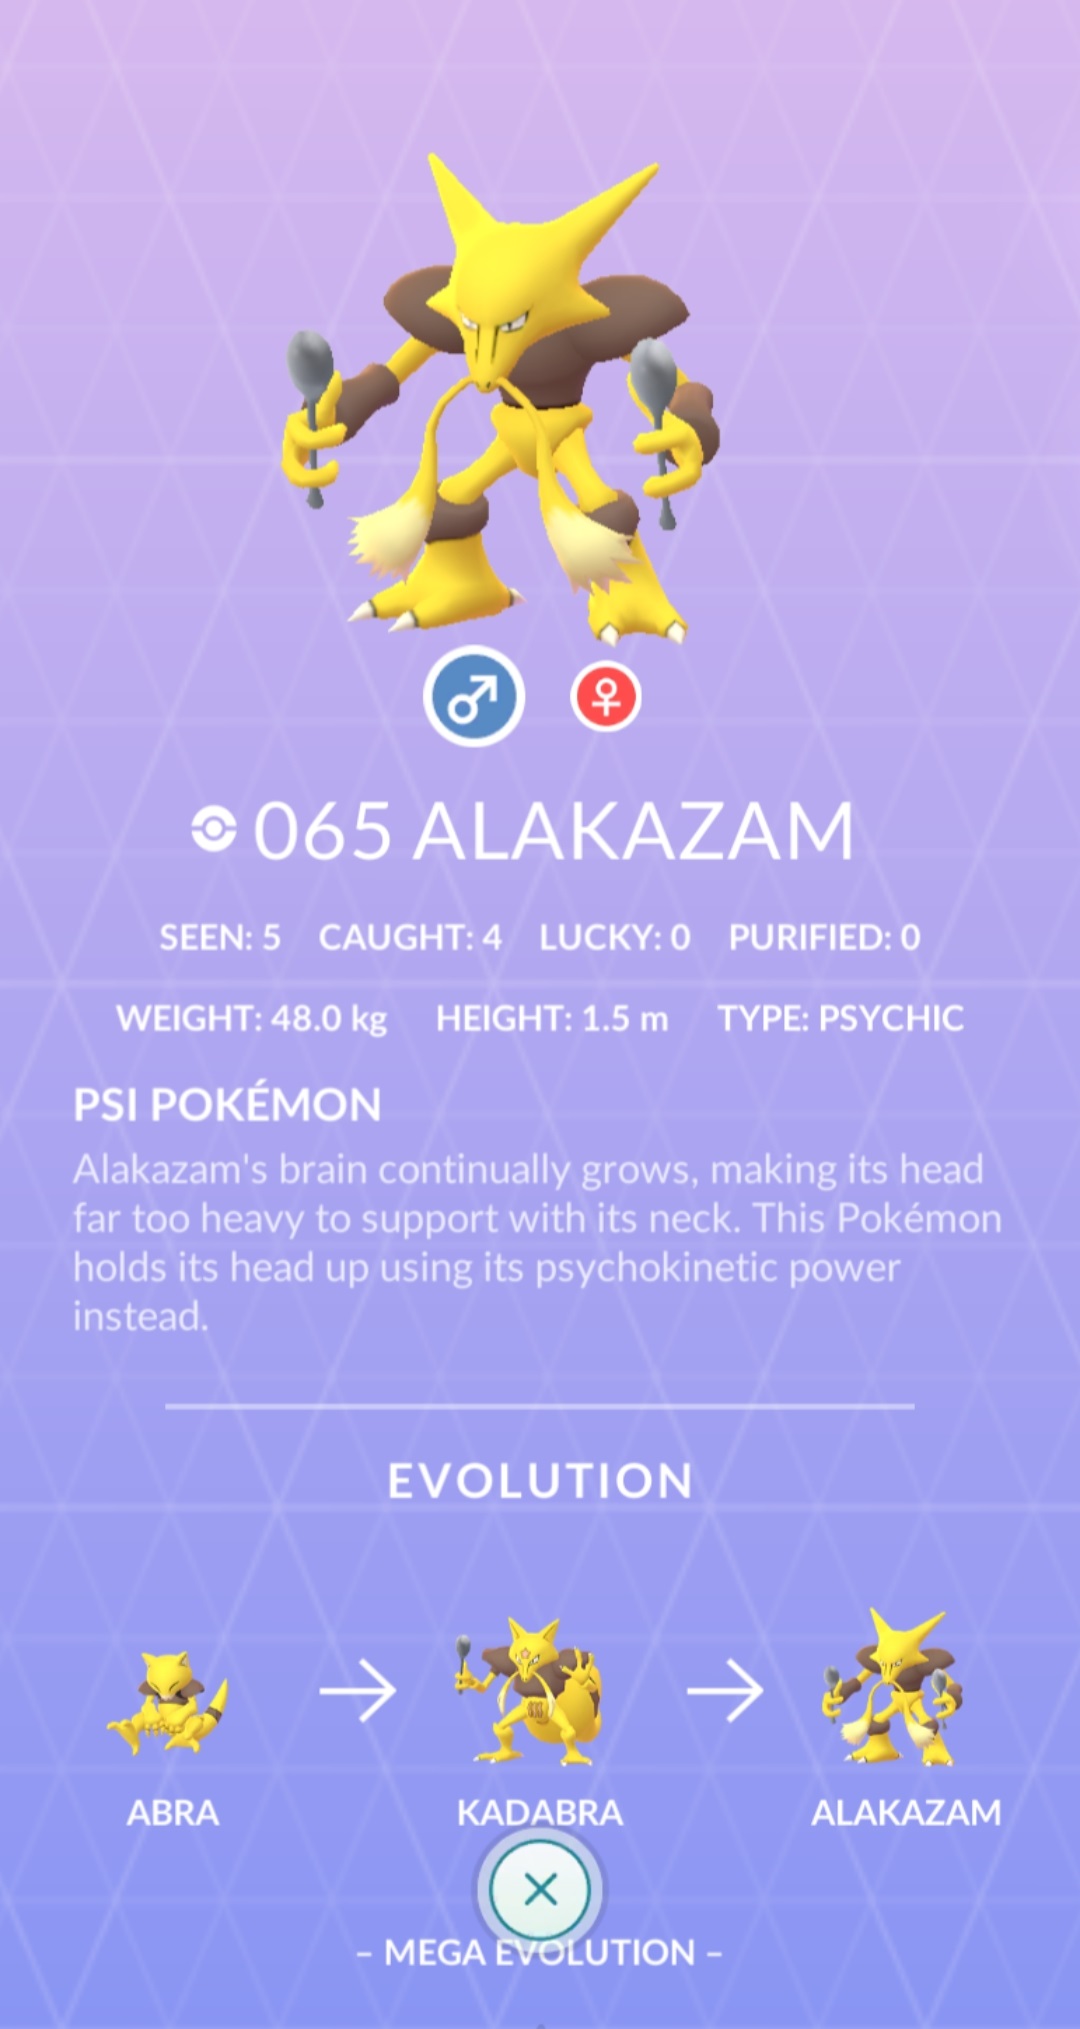 065 ALAKAZAM
SEEN: 5 CAUGHT: 4 LUCKY: 0 PURIFIED: 0
WEIGHT: 48.0 kg HEIGHT: 1.5 m TYPE: PSYCHIC
PSI POKÉMON
Alakazam's brain continually grows, making its head
far too heavy to support with its neck. This Pokémon
holds its head up using its psychokinetic power
instead.
EVOLUTION
ABRA KADABRA ALAKAZAM
– MEGA EVOLUTION –